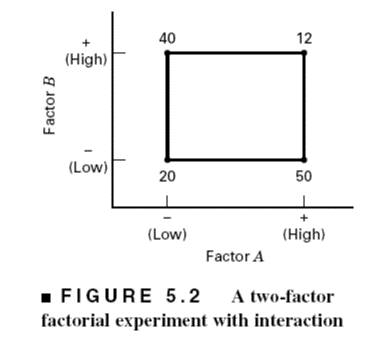 40 12
+
(High)
Factor B
−
(Low)
20 50
− +
(Low) (High)
Factor A
■ FIGURE 5.2 A two-factor
factorial experiment with interaction